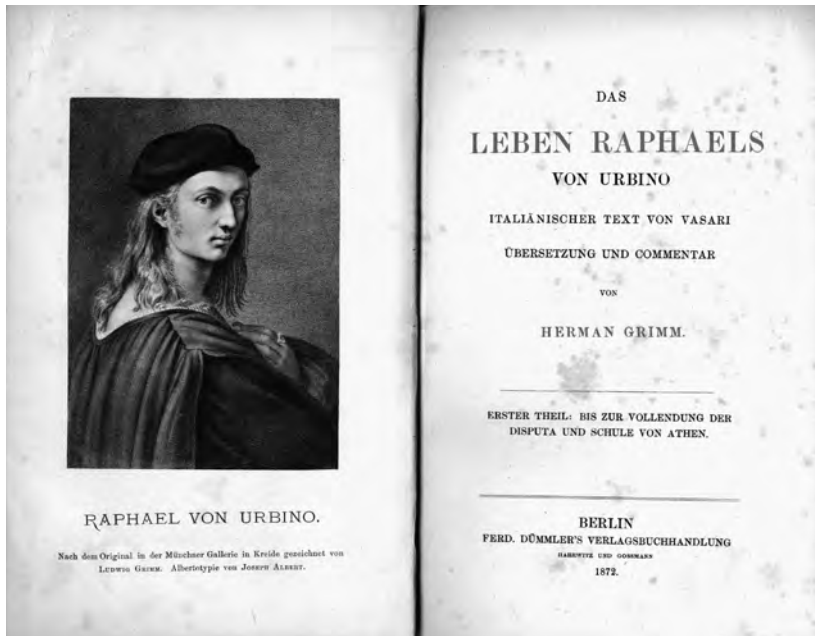 RAPHAEL VON URBINO.
Nach dem Original in der Münchner Gallerie in Kreide gezeichnet von
LUDWIG GRIMM. Albertotypie von JOSEPH ALBERT.
DAS
LEBEN RAPHAELS
VON URBINO
ITALIÄNISCHER TEXT VON VASARI
ÜBERSETZUNG UND COMMENTAR
VON
HERMAN GRIMM.
ERSTER THEIL: BIS ZUR VOLLENDUNG DER
DISPUTA UND SCHULE VON ATHEN.
BERLIN
FERD. DÜMMLER'S VERLAGSBUCHHANDLUNG
HARRWITZ UND GOSSMANN
1872.